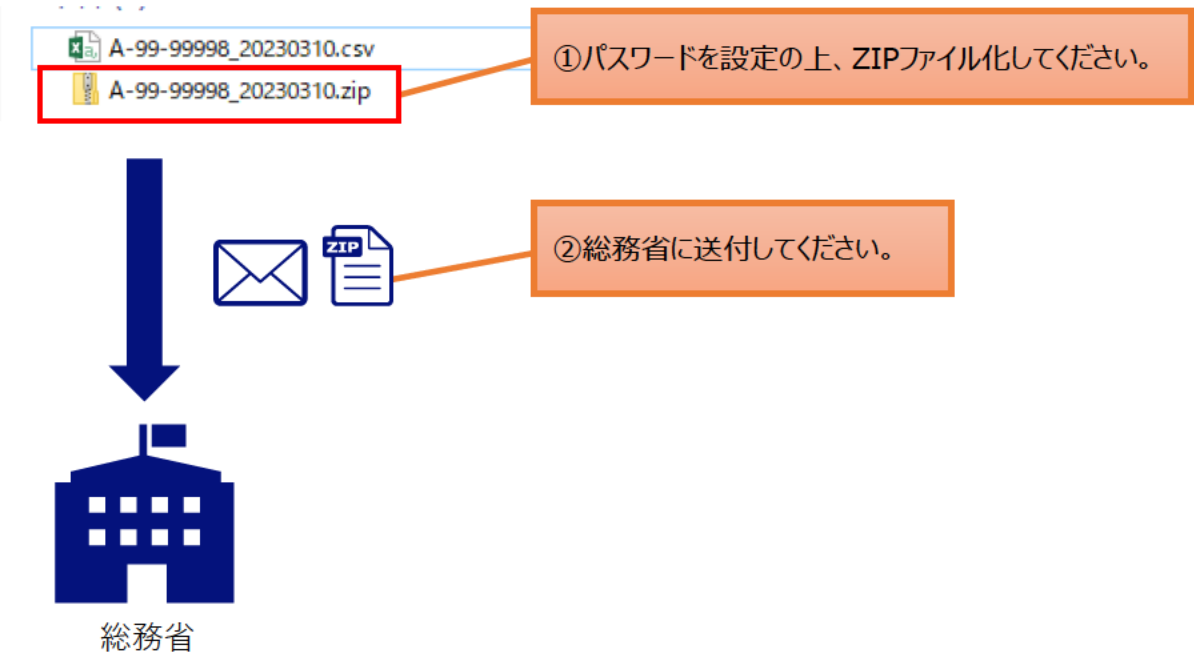 A-99-99998_20230310.csv
A-99-99998_20230310.zip
①パスワードを設定の上、ZIPファイル化してください。
ZIP
②総務省に送付してください。
総務省